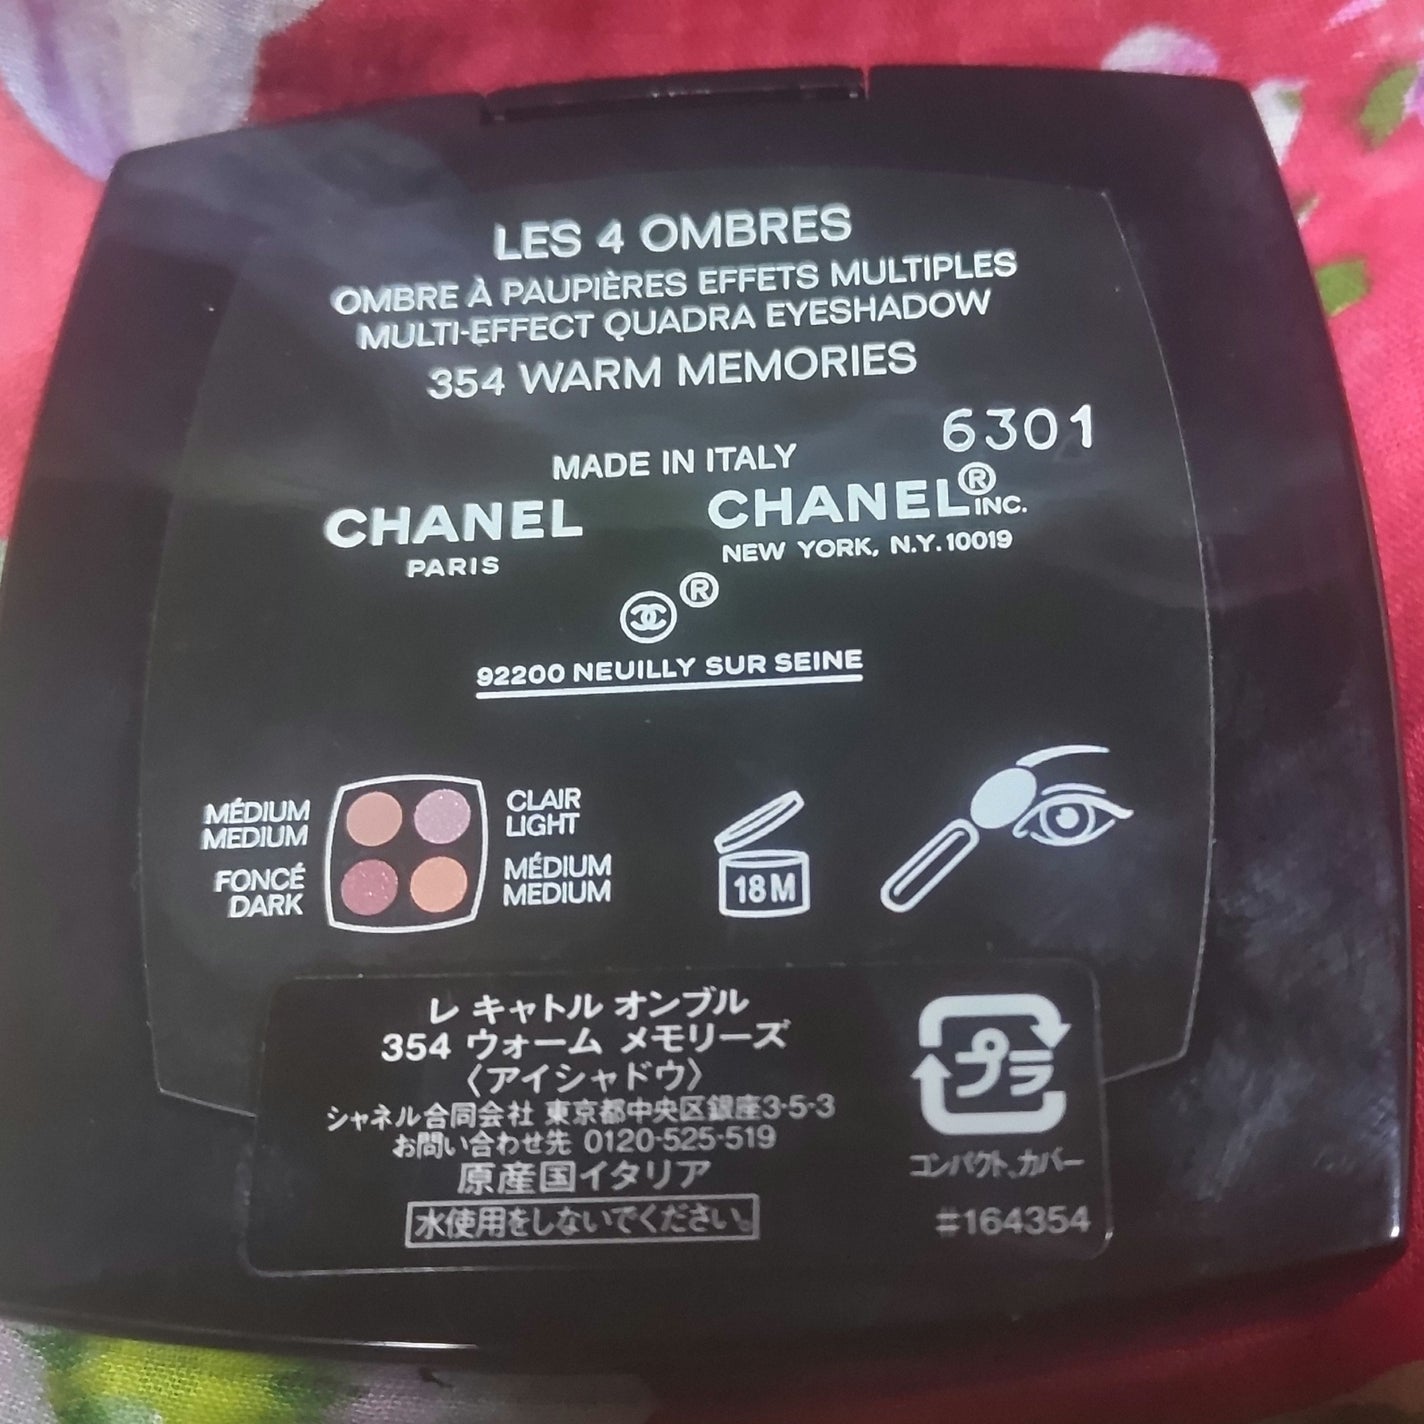 LES 4 OMBRES
OMBRE À PAUPIÈRES EFFETS MULTIPLES
MULTI-EFFECT QUADRA EYESHADOW
354 WARM MEMORIES
6301
MADE IN ITALY
CHANEL
PARIS
CHANEL® INC.
NEW YORK, N.Y. 10019
®
92200 NEUILLY SUR SEINE
MÉDIUM
MEDIUM
CLAIR
LIGHT
FONCÉ
DARK
MÉDIUM
MEDIUM
18M
レ キャトル オンブル
354 ウォーム メモリーズ
〈アイシャドウ〉
シャネル合同会社 東京都中央区銀座3-5-3
お問い合わせ先 0120-525-519
原産国イタリア
水使用をしないでください。
プラ
コンパクト、カバー
#164354